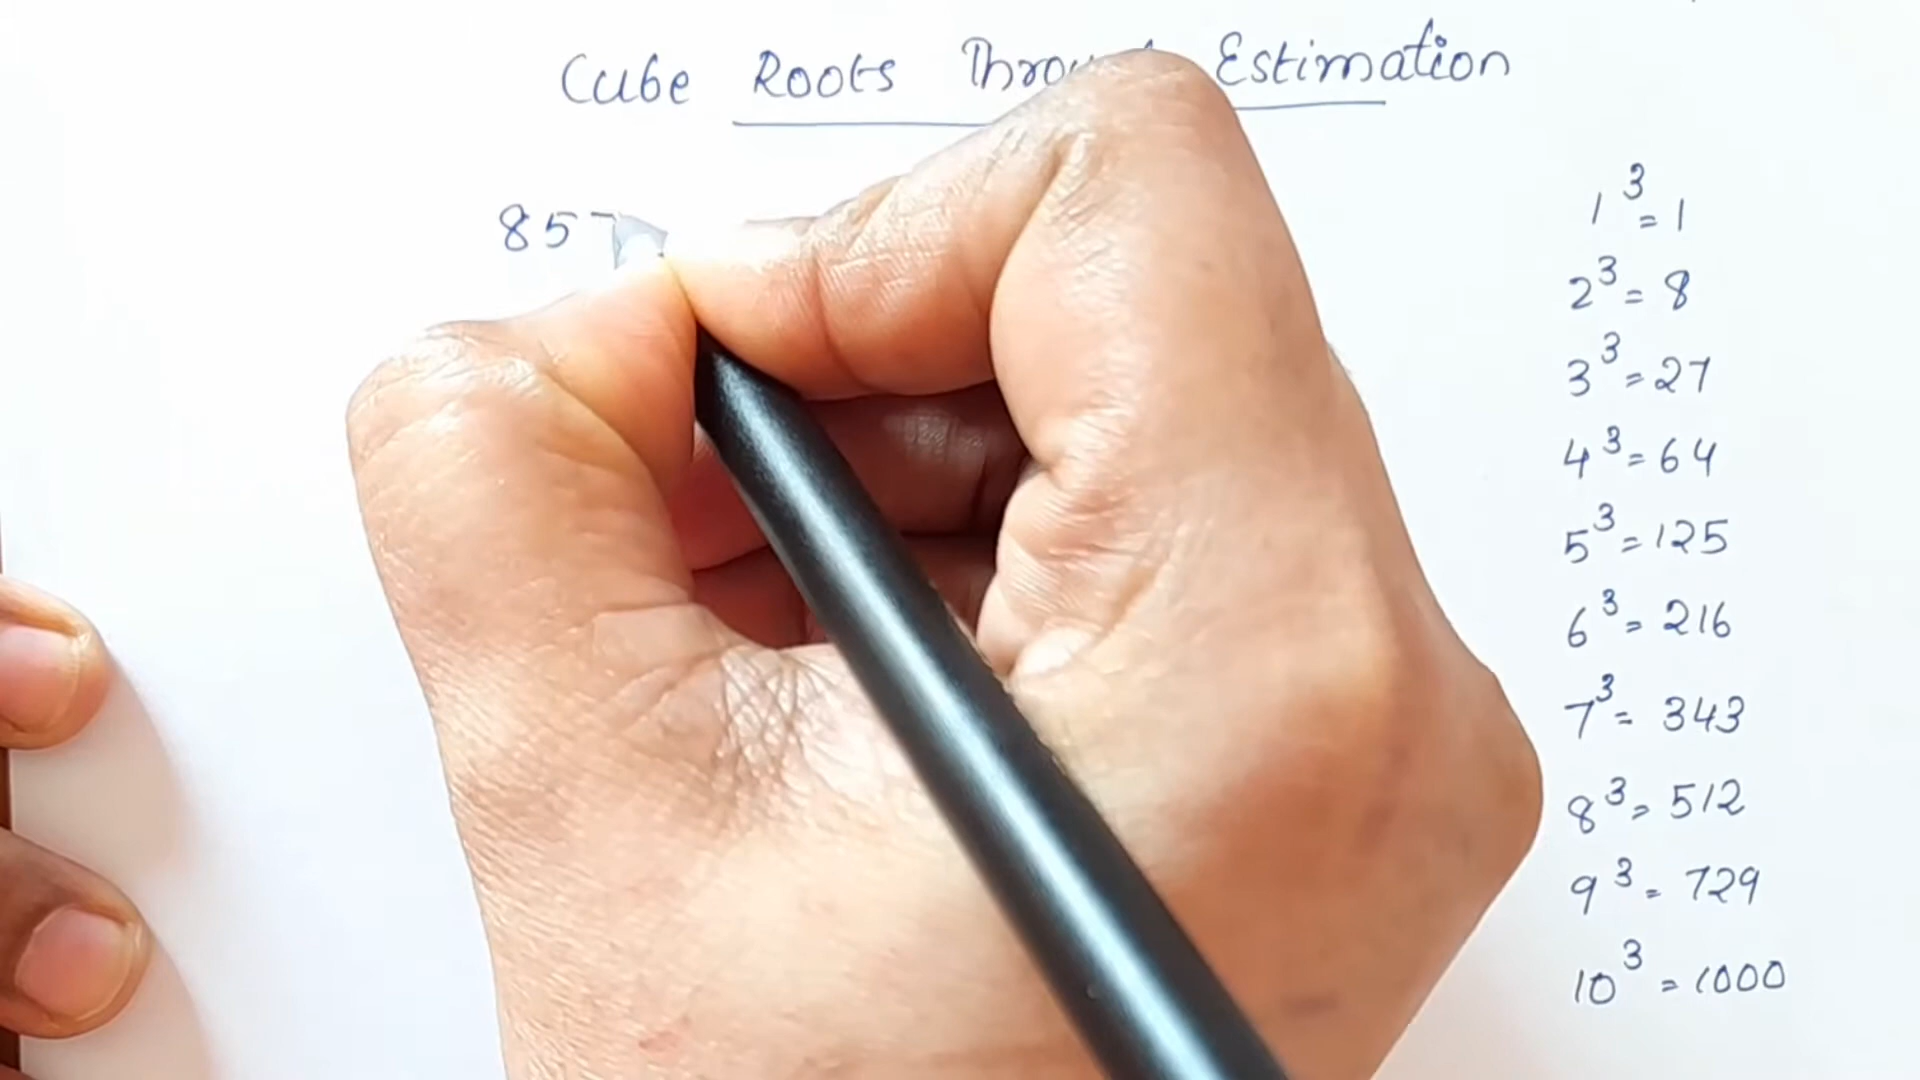 Cube Roots Estimation
857
1³ = 1
2³ = 8
3³ = 27
4³ = 64
5³ = 125
6³ = 216
7³ = 343
8³ = 512
9³ = 729
10³ = 1000